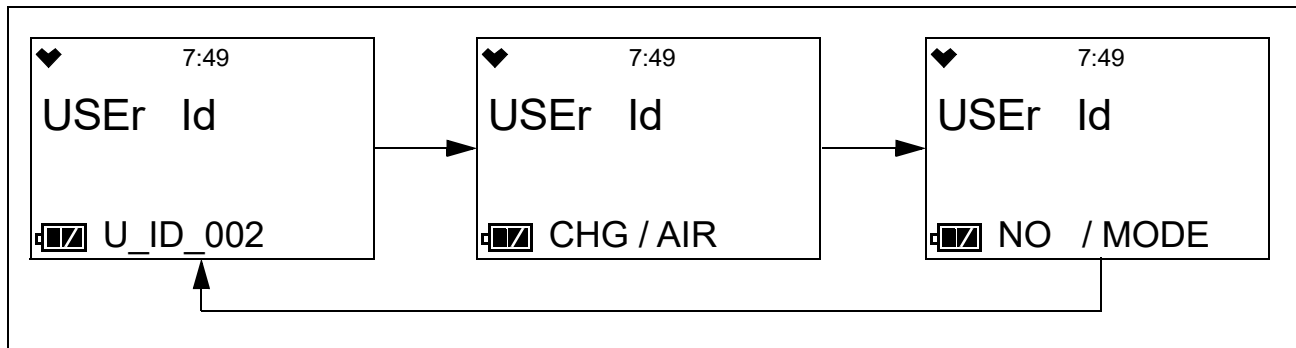 7:49
USEr Id
U_ID_002
7:49
USEr Id
CHG / AIR
7:49
USEr Id
NO / MODE